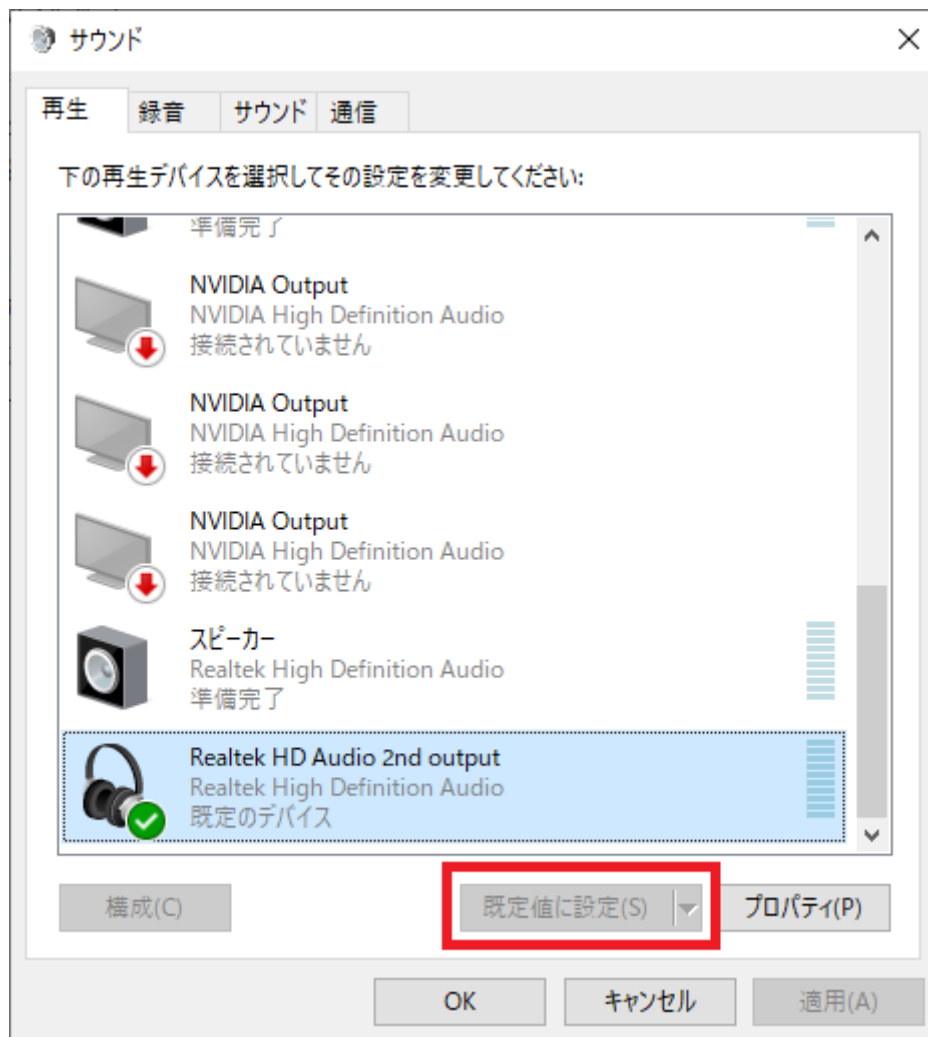 サウンド
再生
録音
サウンド
通信
下の再生デバイスを選択してその設定を変更してください:
準備完了
NVIDIA Output
NVIDIA High Definition Audio
接続されていません
NVIDIA Output
NVIDIA High Definition Audio
接続されていません
NVIDIA Output
NVIDIA High Definition Audio
接続されていません
スピーカー
Realtek High Definition Audio
準備完了
Realtek HD Audio 2nd output
Realtek High Definition Audio
既定のデバイス
構成(C)
既定値に設定(S)
プロパティ(P)
OK
キャンセル
適用(A)